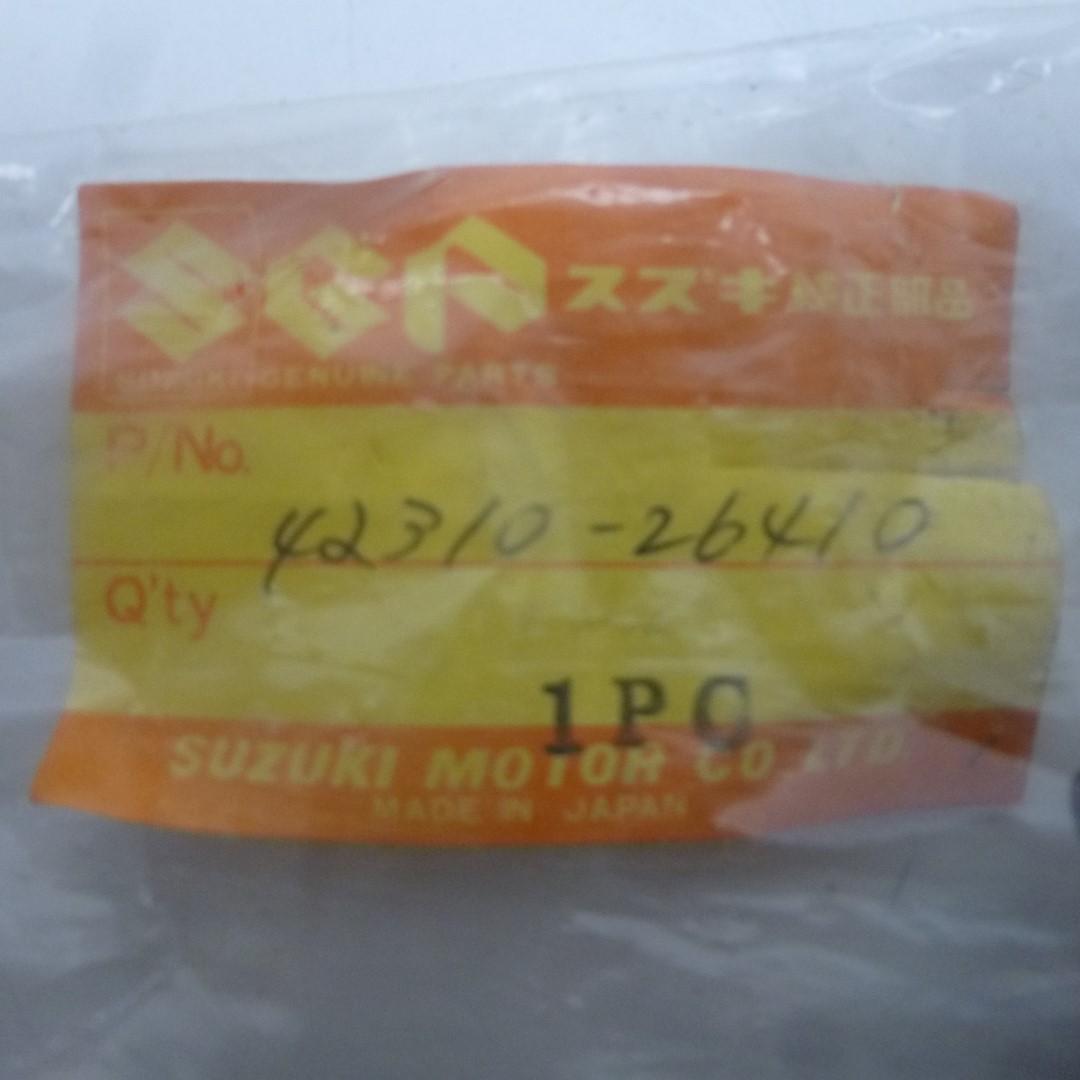 SGP スズキ純正部品
SUZUKI GENUINE PARTS
P/No.
42310-26410
Q'ty
1PC
SUZUKI MOTOR CO LTD
MADE IN JAPAN